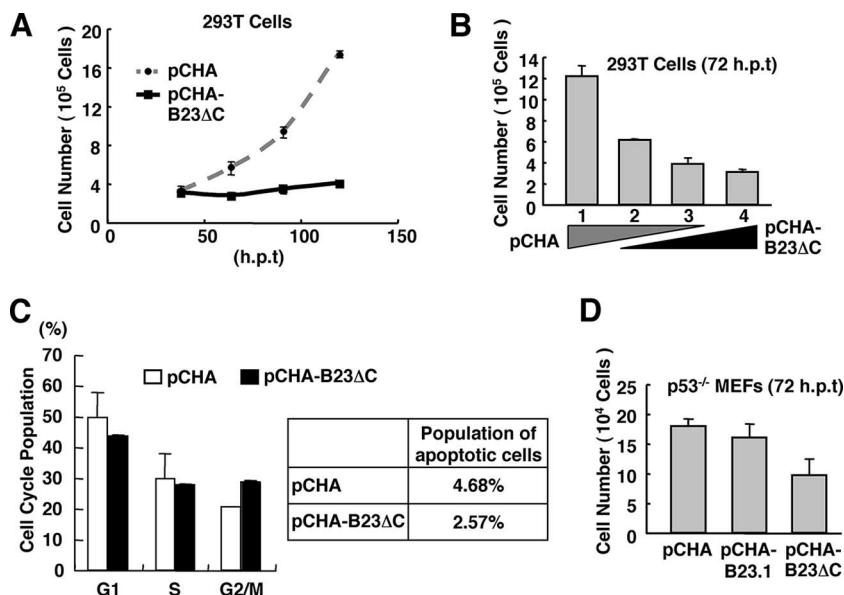 A
293T Cells
Cell Number (10⁵ Cells)
20
16
12
8
4
0
pCHA
pCHA-
B23ΔC
0
50
100
150
(h.p.t)
B
293T Cells (72 h.p.t)
Cell Number (10⁵ Cells)
14
12
10
8
6
4
2
0
1
2
3
4
pCHA
pCHA-
B23ΔC
C
(%)
Cell Cycle Population
70
60
50
40
30
20
10
0
pCHA
pCHA-B23ΔC
G1
S
G2/M
Population of
apoptotic cells
pCHA 4.68%
pCHA-B23ΔC 2.57%
D
p53⁻/⁻ MEFs (72 h.p.t)
Cell Number (10⁴ Cells)
25
20
15
10
5
0
pCHA
pCHA-
B23.1
pCHA-
B23ΔC